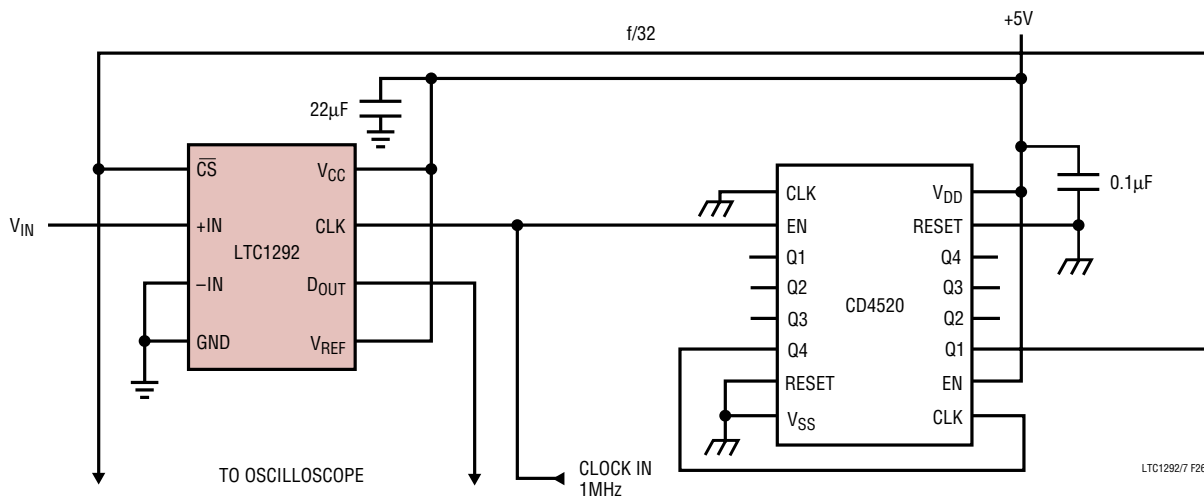 +5V
f/32
22µF
C̅S̅
VCC
CLK
VDD
0.1µF
VIN
+IN
CLK
EN
RESET
LTC1292
Q1
Q4
–IN
DOUT
Q2
CD4520
Q3
Q3
Q2
GND
VREF
Q4
Q1
RESET
EN
VSS
CLK
TO OSCILLOSCOPE
CLOCK IN
1MHz
LTC1292/7 F26